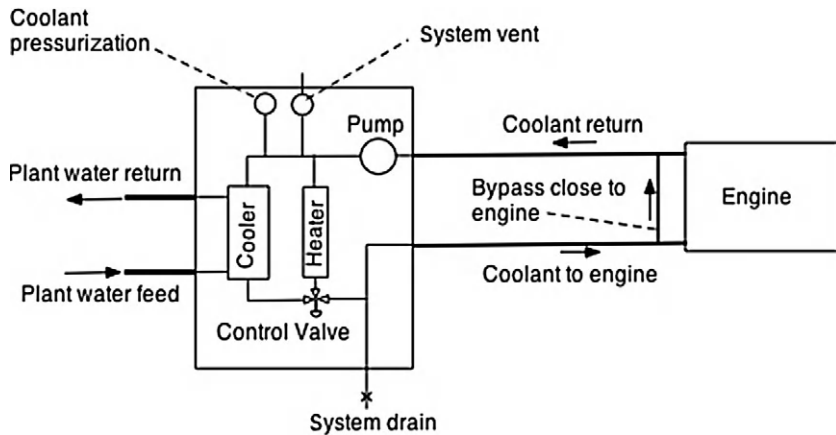 Coolant
pressurization
System vent
Pump
Coolant return
Plant water return
Bypass close to
engine
Engine
Cooler
Heater
Plant water feed
Coolant to engine
Control Valve
System drain